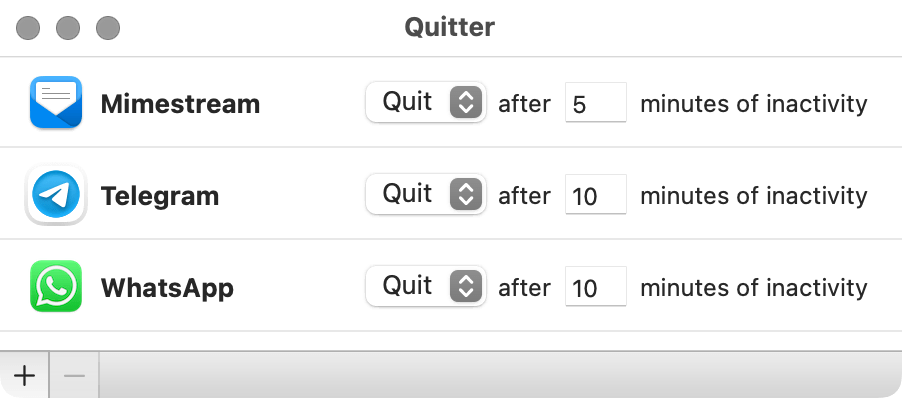 Quitter
Mimestream Quit after 5 minutes of inactivity
Telegram Quit after 10 minutes of inactivity
WhatsApp Quit after 10 minutes of inactivity